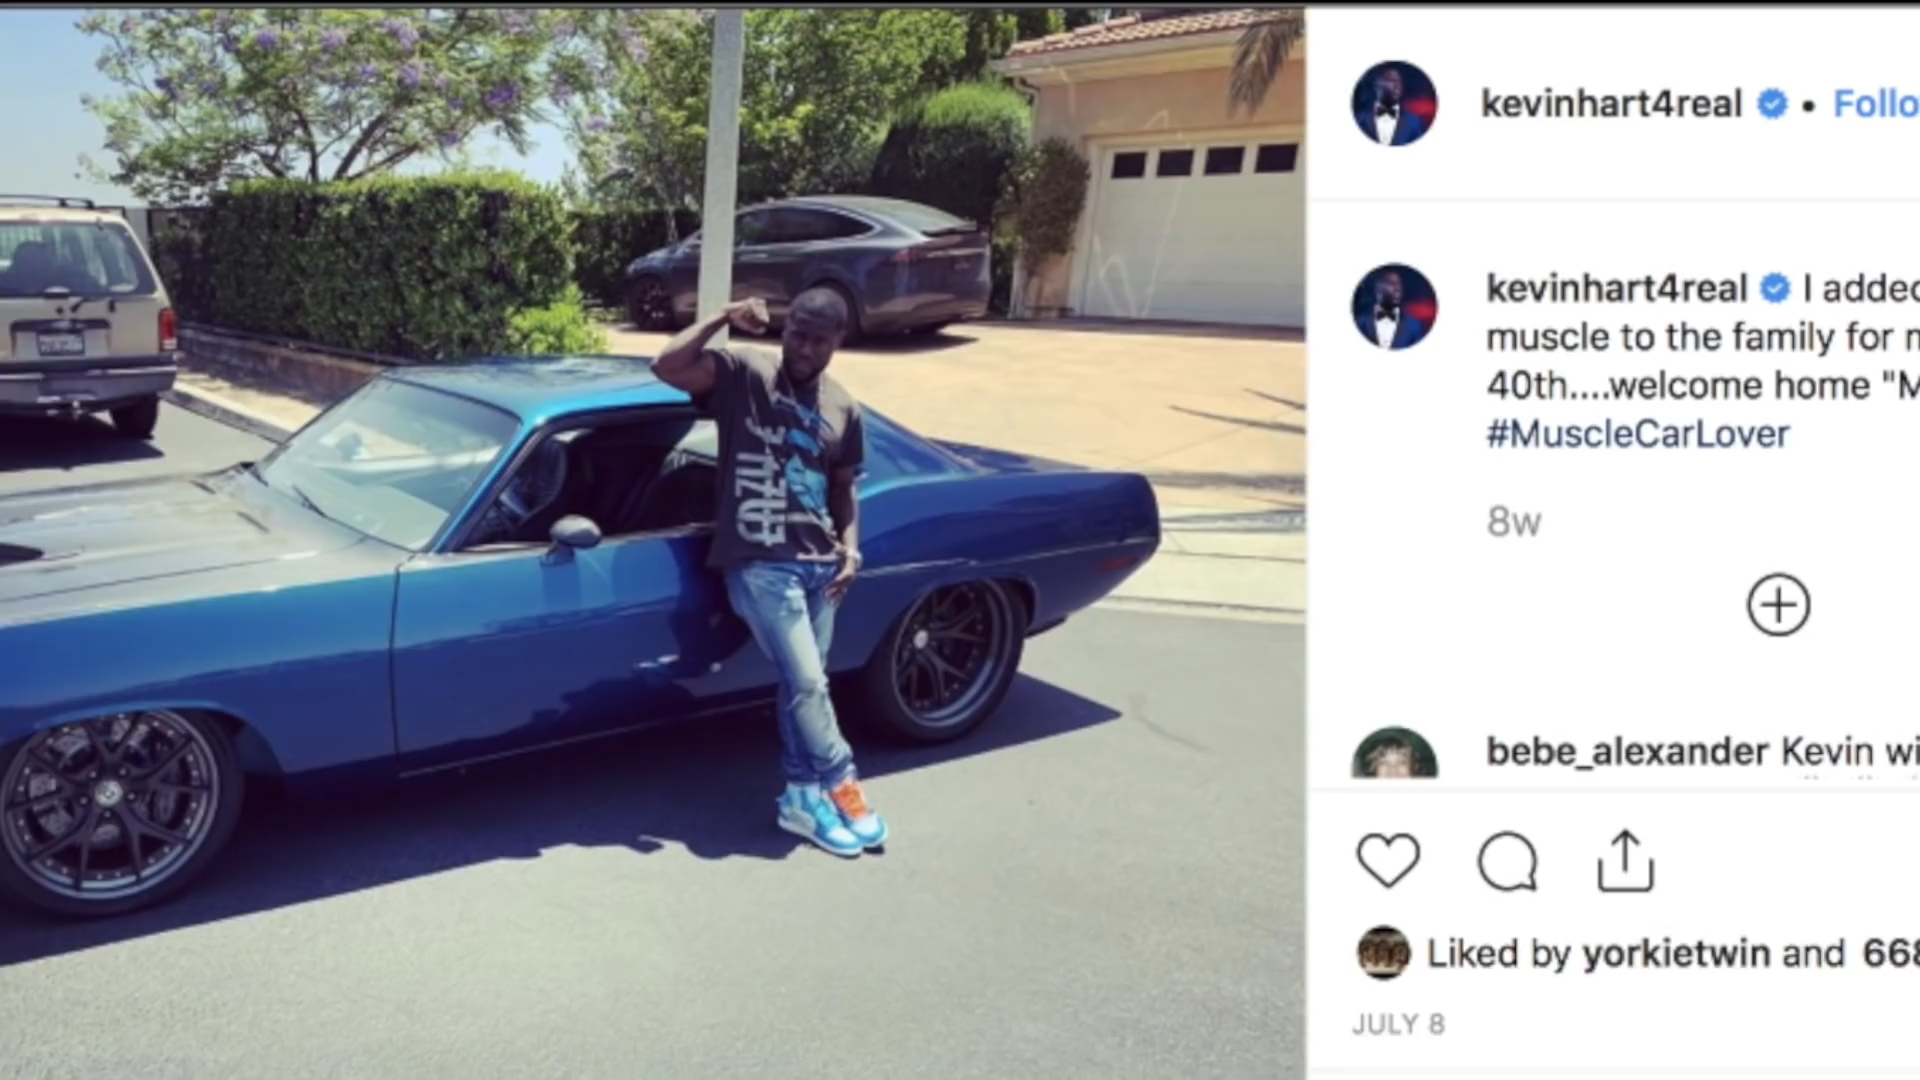 kevinhart4real • Follo
kevinhart4real I added
muscle to the family for m
40th....welcome home "M
#MuscleCarLover
8w
bebe_alexander Kevin wi
Liked by yorkietwin and 668
JULY 8